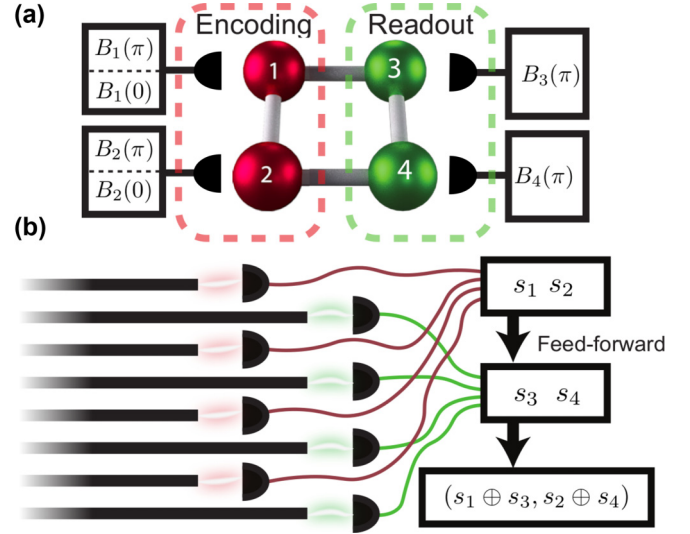 (a)
Encoding Readout
B₁(π)
B₁(0)
B₂(π)
B₂(0)
1
3
2
4
B₃(π)
B₄(π)
(b)
s₁ s₂
Feed-forward
s₃ s₄
(s₁ ⊕ s₃, s₂ ⊕ s₄)